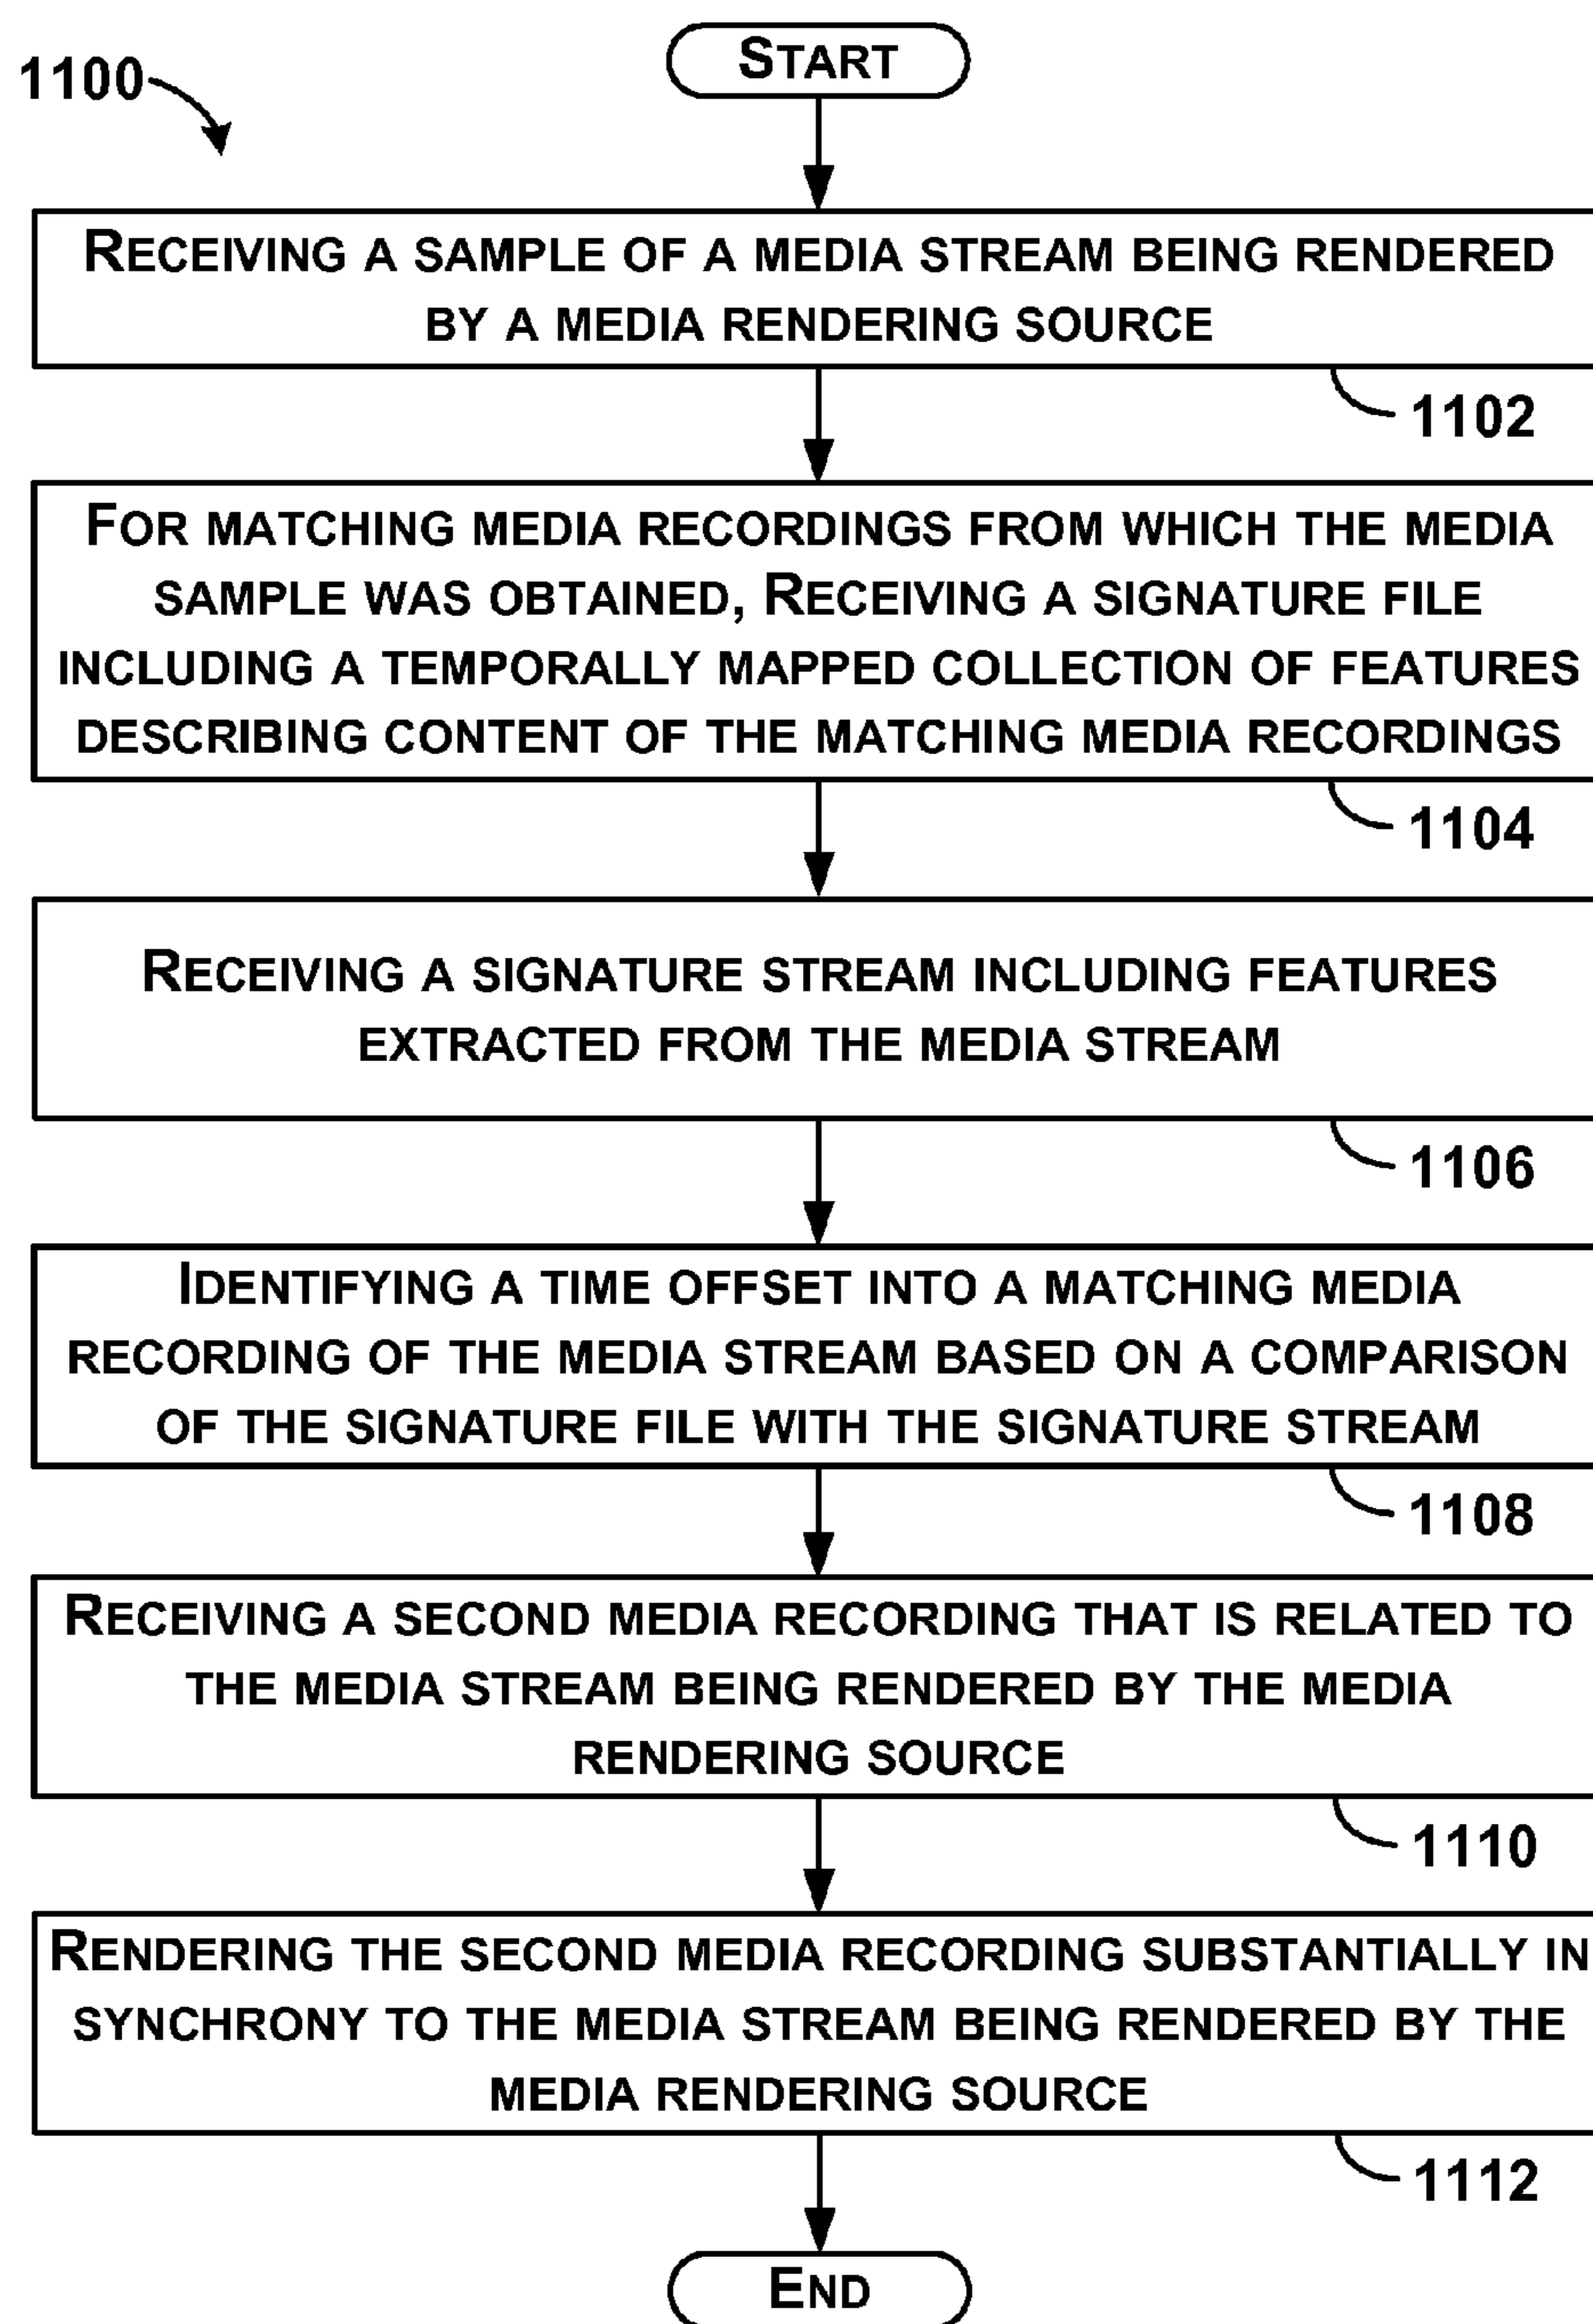 START
1100
RECEIVING A SAMPLE OF A MEDIA STREAM BEING RENDERED
BY A MEDIA RENDERING SOURCE
1102
FOR MATCHING MEDIA RECORDINGS FROM WHICH THE MEDIA
SAMPLE WAS OBTAINED, RECEIVING A SIGNATURE FILE
INCLUDING A TEMPORALLY MAPPED COLLECTION OF FEATURES
DESCRIBING CONTENT OF THE MATCHING MEDIA RECORDINGS
1104
RECEIVING A SIGNATURE STREAM INCLUDING FEATURES
EXTRACTED FROM THE MEDIA STREAM
1106
IDENTIFYING A TIME OFFSET INTO A MATCHING MEDIA
RECORDING OF THE MEDIA STREAM BASED ON A COMPARISON
OF THE SIGNATURE FILE WITH THE SIGNATURE STREAM
1108
RECEIVING A SECOND MEDIA RECORDING THAT IS RELATED TO
THE MEDIA STREAM BEING RENDERED BY THE MEDIA
RENDERING SOURCE
1110
RENDERING THE SECOND MEDIA RECORDING SUBSTANTIALLY IN
SYNCHRONY TO THE MEDIA STREAM BEING RENDERED BY THE
MEDIA RENDERING SOURCE
1112
END